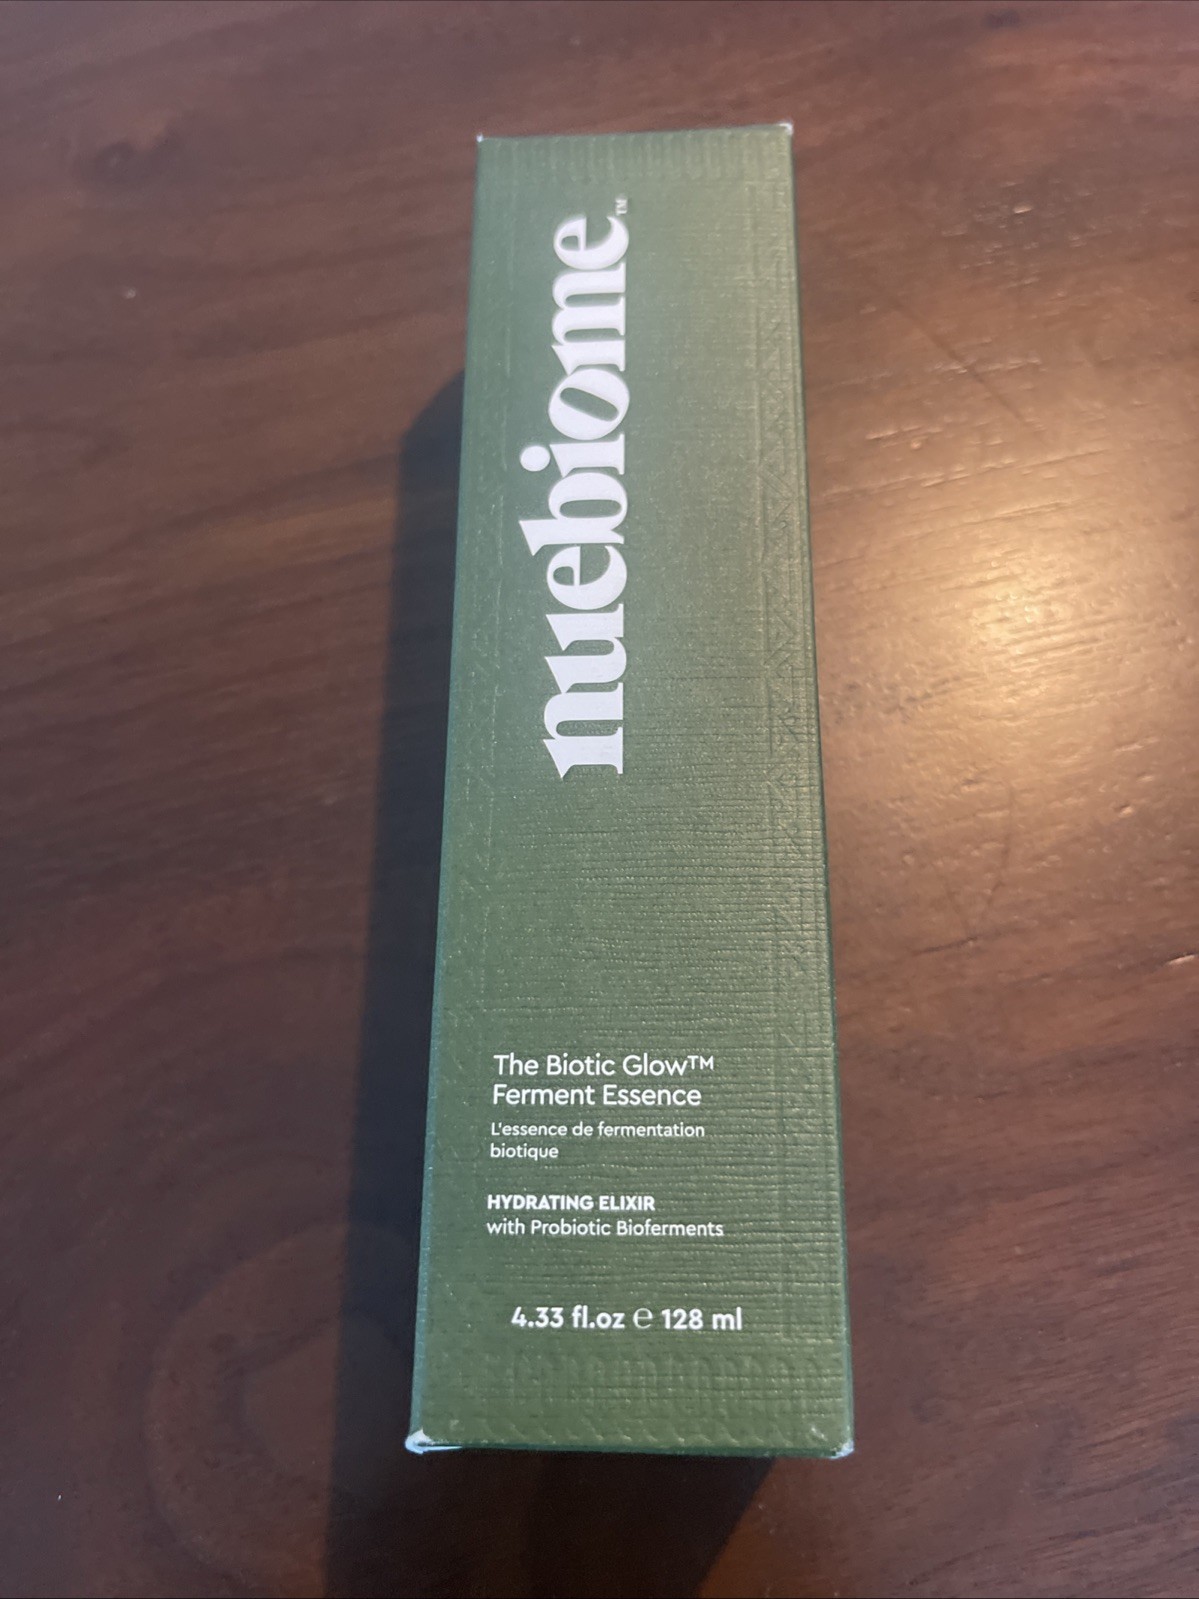 muebiome™
The Biotic Glow™
Ferment Essence
L'essence de fermentation
biotique
HYDRATING ELIXIR
with Probiotic Bioferments
4.33 fl.oz ℮ 128 ml